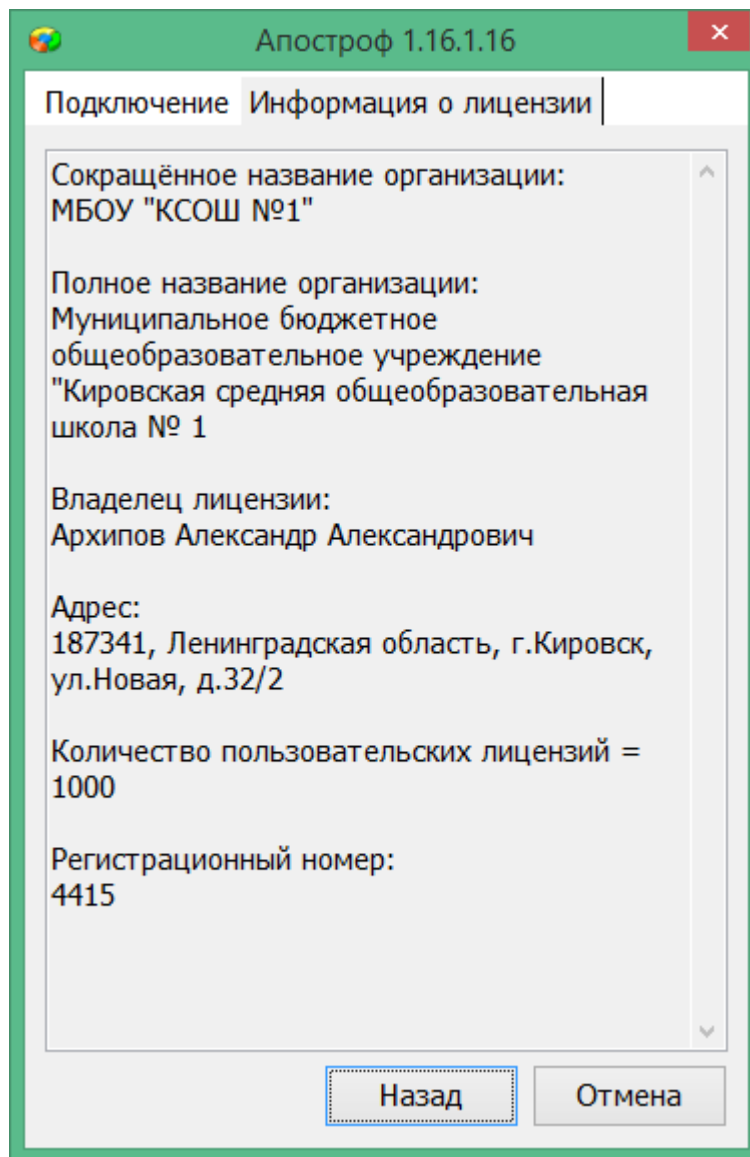 Апостроф 1.16.1.16
Подключение Информация о лицензии
Сокращённое название организации:
МБОУ "КСОШ №1"
Полное название организации:
Муниципальное бюджетное
общеобразовательное учреждение
"Кировская средняя общеобразовательная
школа № 1
Владелец лицензии:
Архипов Александр Александрович
Адрес:
187341, Ленинградская область, г.Кировск,
ул.Новая, д.32/2
Количество пользовательских лицензий =
1000
Регистрационный номер:
4415
Назад Отмена